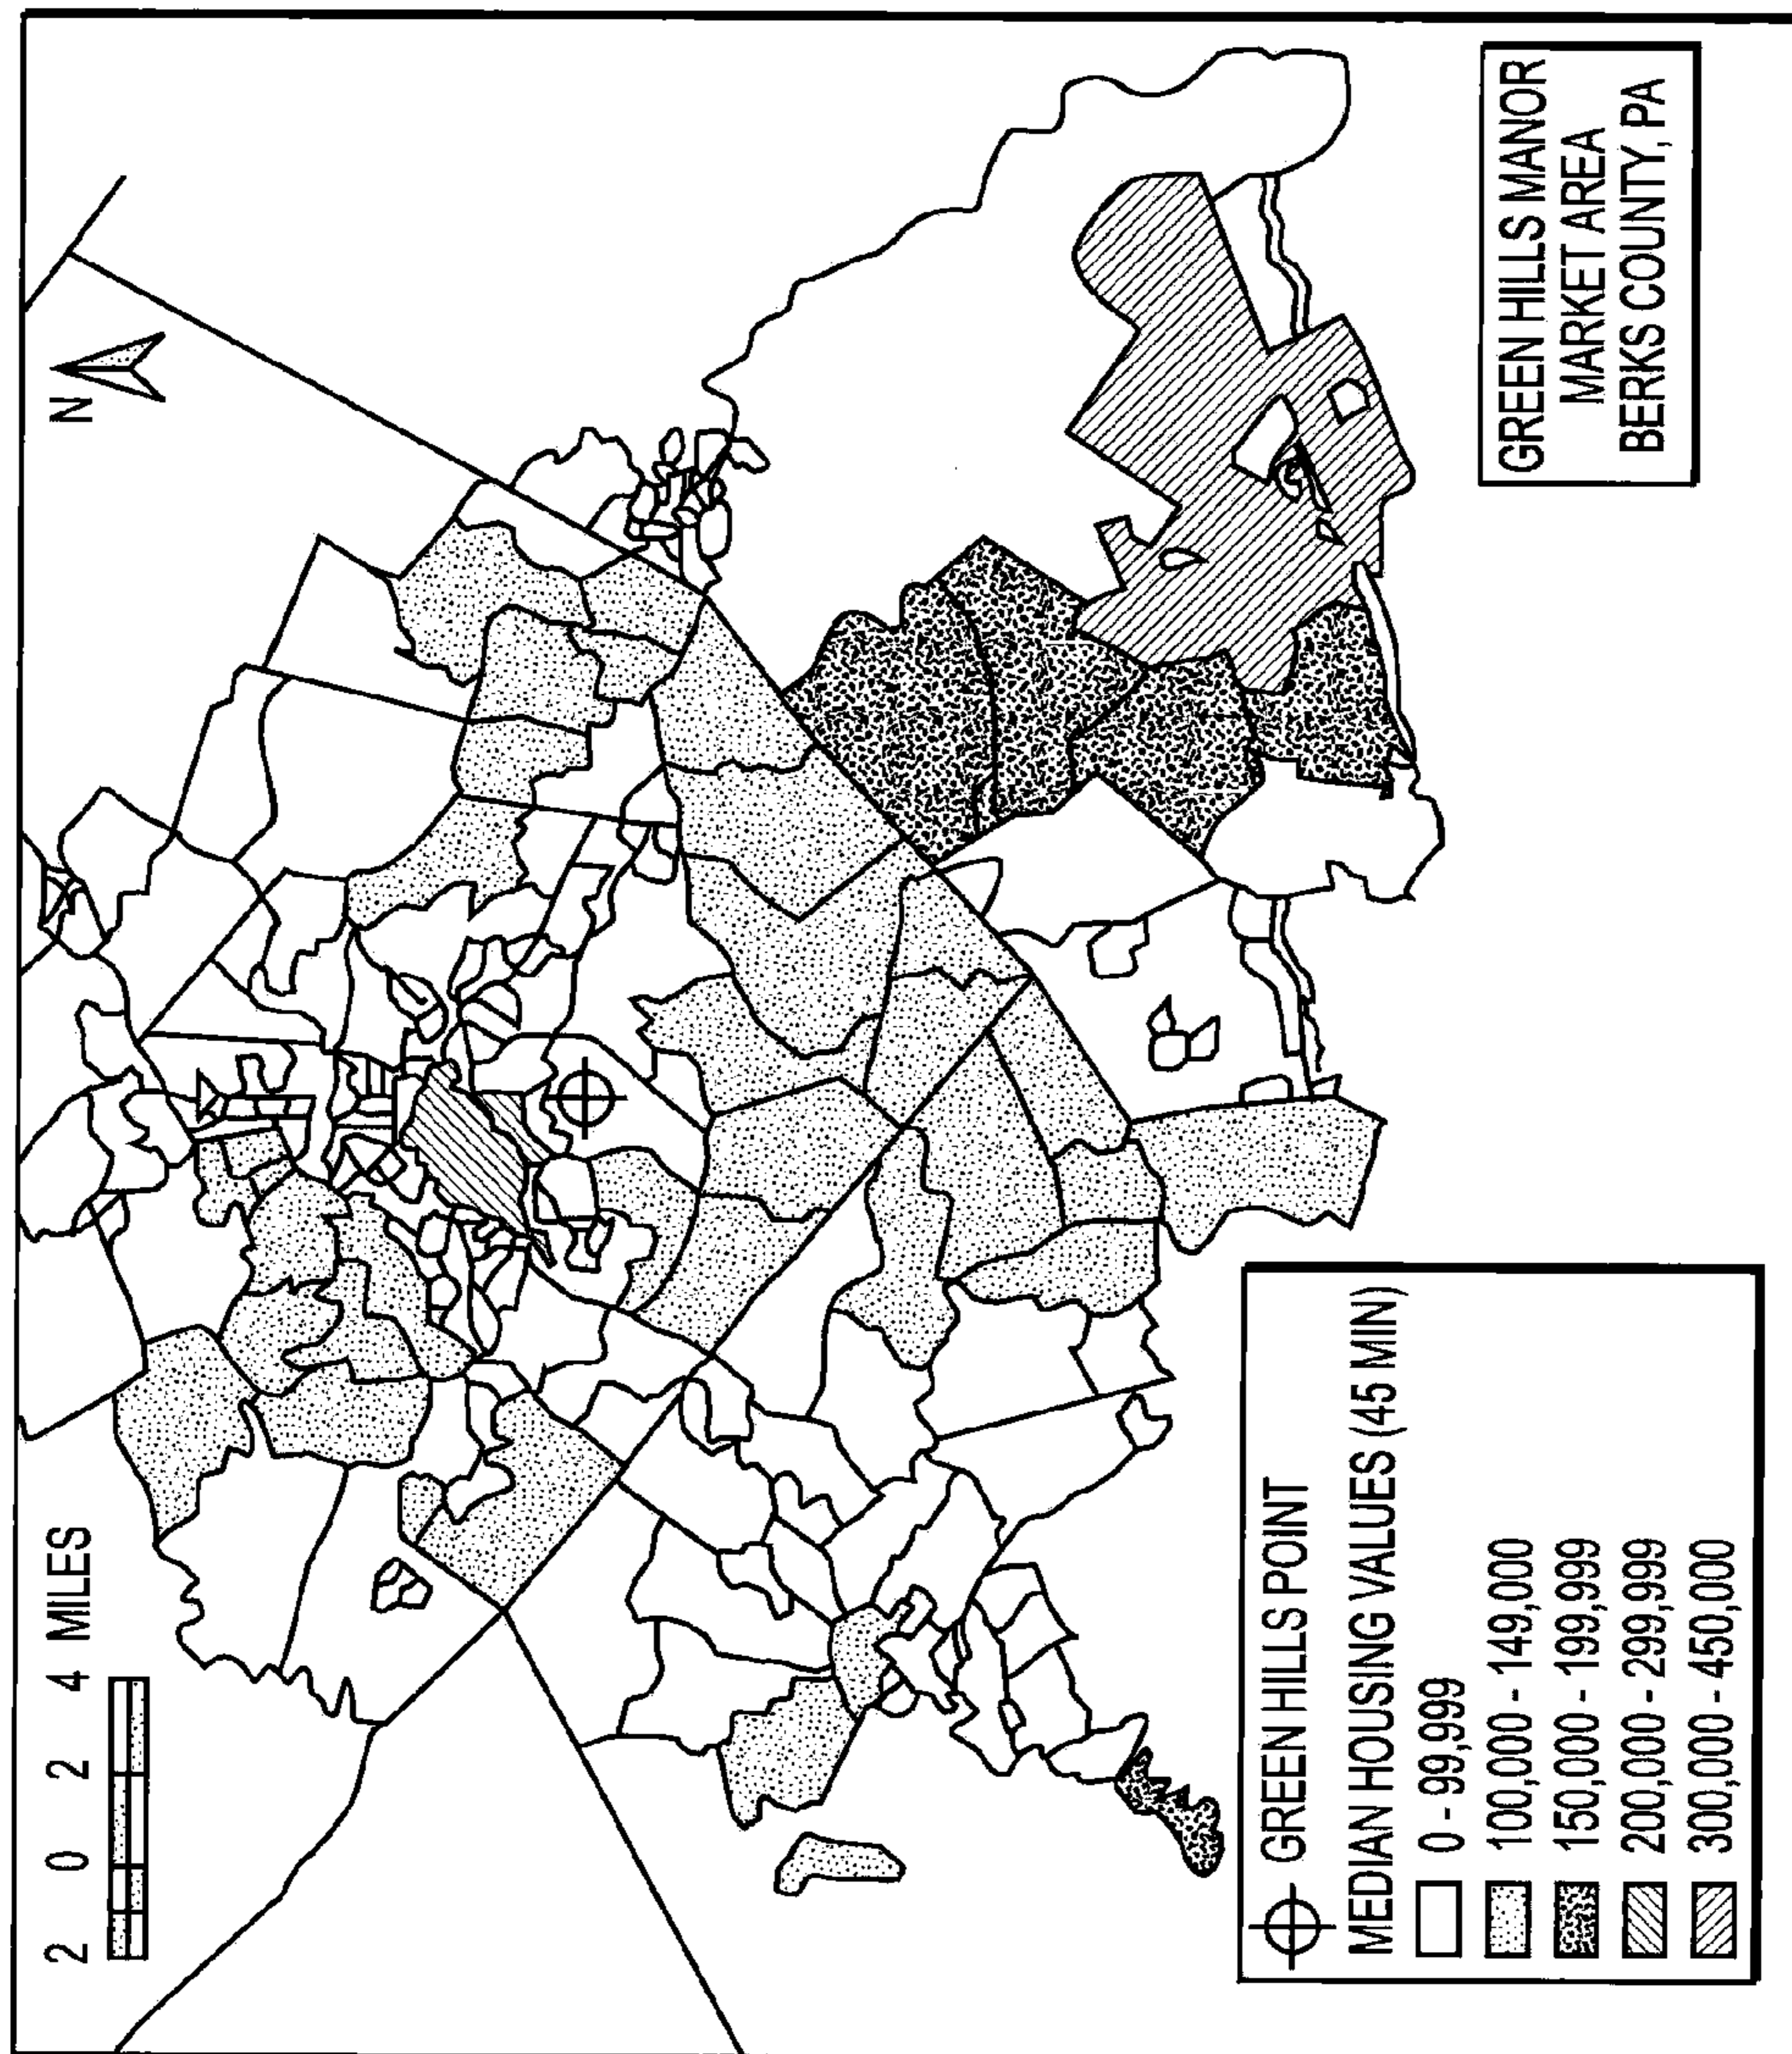 2 0 2 4 MILES
N
GREEN HILLS POINT
MEDIAN HOUSING VALUES (45 MIN)
0 - 99,999
100,000 - 149,000
150,000 - 199,999
200,000 - 299,999
300,000 - 450,000
GREEN HILLS MANOR
MARKET AREA
BERKS COUNTY, PA